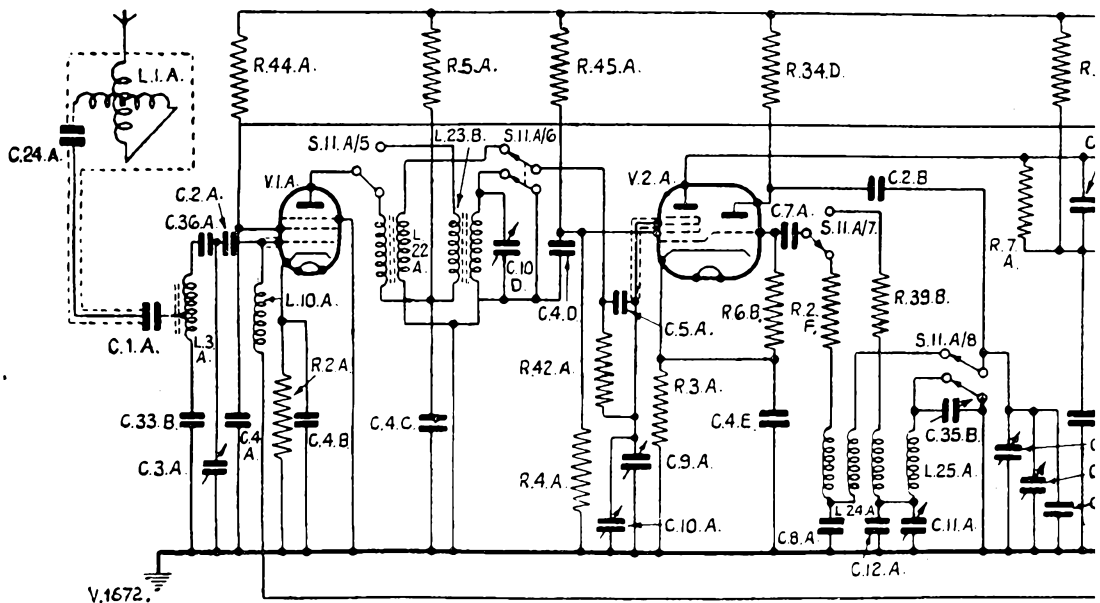 R.44.A.
R.5.A.
R.45.A.
R.34.D.
R.
L.1.A.
C.24.A.
S.11.A/5
L.23.B.
S.11.A/6
C.
V.1.A.
V.2.A.
C.2.B
C.2.A.
C.36.A.
C.7.A.
S.11.A/7.
L
22
A.
C.10
D.
R.7
A.
L.10.A.
C.4.D.
C.5.A.
R.6.B.
R.2
F.
R.39.B.
C.1.A.
L.3
A.
R.2.A.
R.42.A.
R.3.A.
S.11.A/8
C.33.B.
C.4
A
C.4.B
C.4.C.
C.4.E.
C.35.B.
C.3.A.
C.9.A.
L.25.A.
C
R.4.A.
C
L.24.A
C
C.10.A.
C.8.A.
C.11.A.
C.12.A.
V.1672.